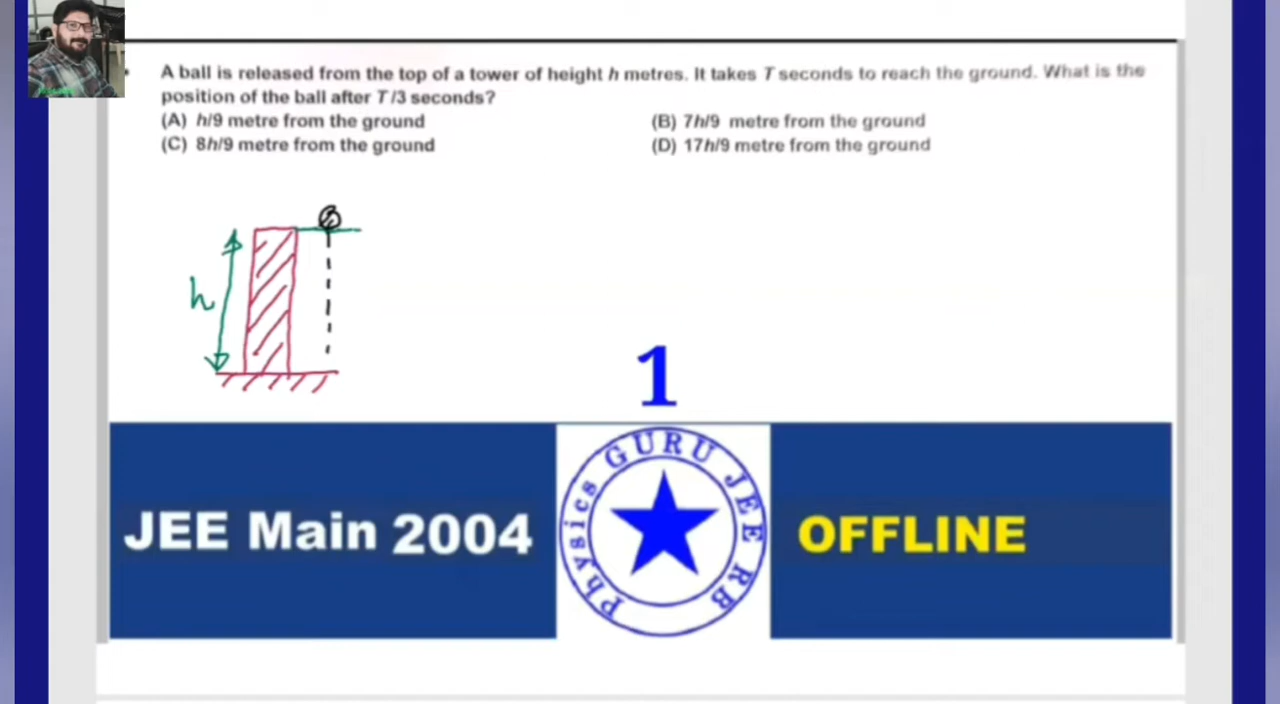 A ball is released from the top of a tower of height h metres. It takes T seconds to reach the ground. What is the
position of the ball after T/3 seconds?
(A) h/9 metre from the ground
(B) 7h/9 metre from the ground
(C) 8h/9 metre from the ground
(D) 17h/9 metre from the ground
h
1
JEE Main 2004
Physics GURU JEE RB
OFFLINE